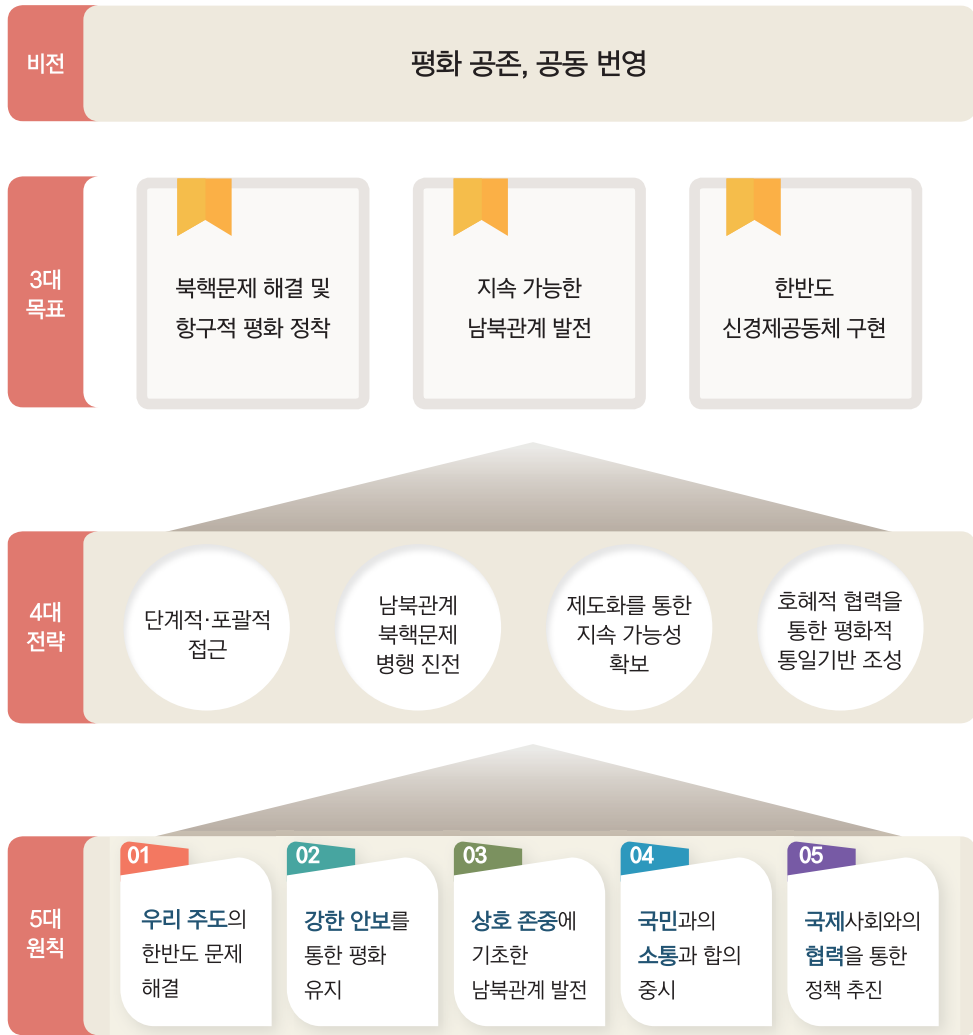 비전
평화 공존, 공동 번영
3대
목표
북핵문제 해결 및
항구적 평화 정착
지속 가능한
남북관계 발전
한반도
신경제공동체 구현
4대
전략
단계적·포괄적
접근
남북관계
북핵문제
병행 진전
제도화를 통한
지속 가능성
확보
호혜적 협력을
통한 평화적
통일기반 조성
5대
원칙
01
우리 주도의
한반도 문제
해결
02
강한 안보를
통한 평화
유지
03
상호 존중에
기초한
남북관계 발전
04
국민과의
소통과 합의
중시
05
국제사회와의
협력을 통한
정책 추진